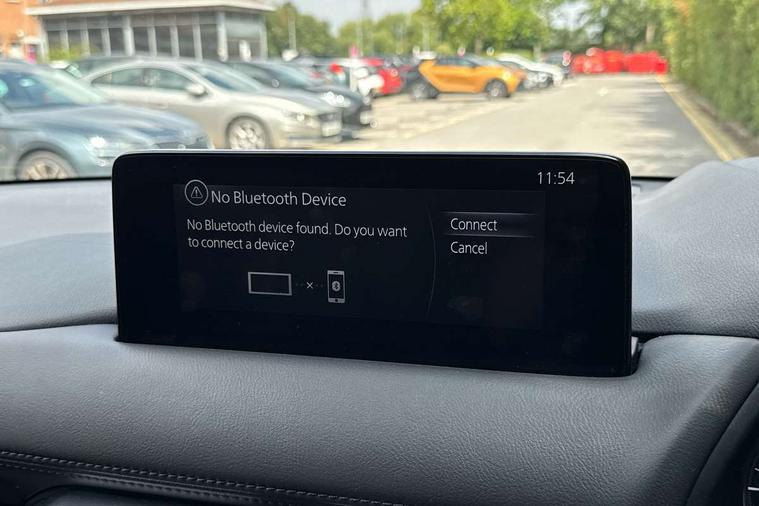 11:54
No Bluetooth Device
No Bluetooth device found. Do you want
to connect a device?
Connect
Cancel